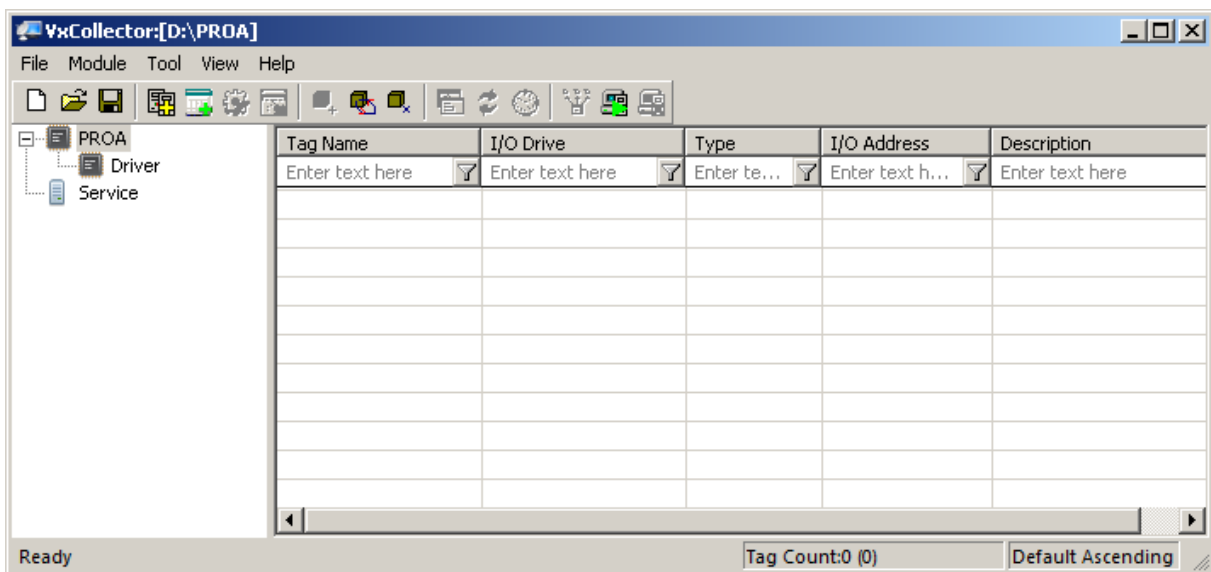 VxCollector:[D:\PROA]
File Module Tool View Help
PROA
Driver
Service
Tag Name I/O Drive Type I/O Address Description
Enter text here Enter text here Enter te... Enter text h... Enter text here
Ready Tag Count:0 (0) Default Ascending